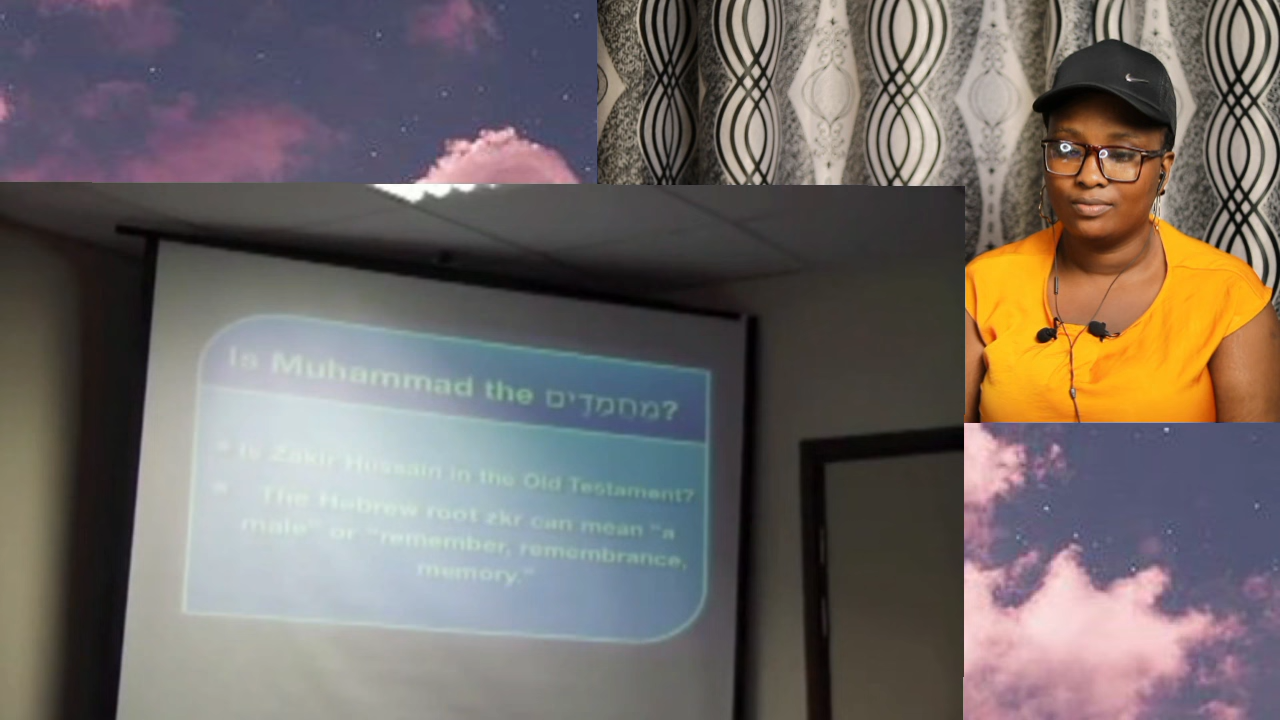 Is Muhammad the מחמדים?
Is Zakir Hussain in the Old Testament?
The Hebrew root zkr can mean "a
male" or "remember, remembrance,
memory."